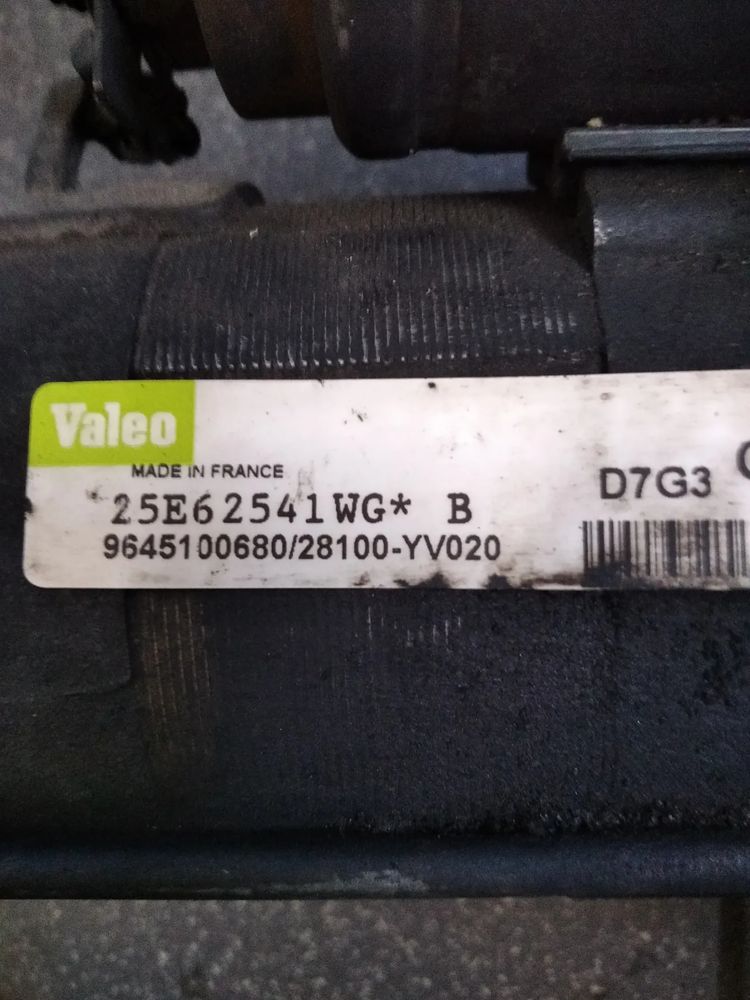 Valeo
MADE IN FRANCE
25E62541WG* B
9645100680/28100-YV020
D7G3